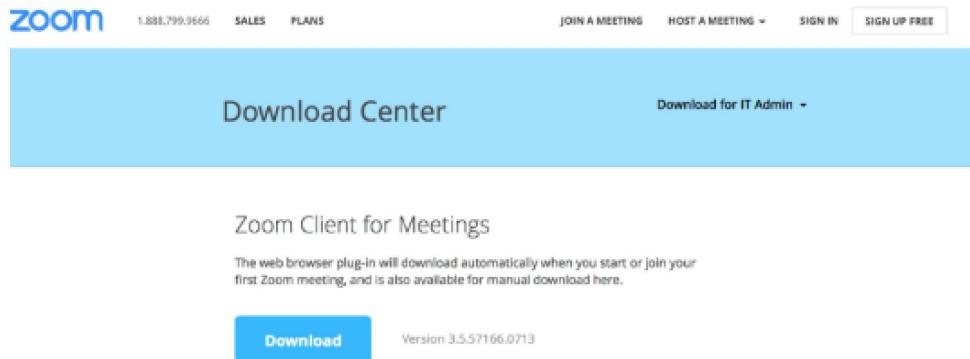 zoom 1.888.799.9666 SALES PLANS JOIN A MEETING HOST A MEETING SIGN IN SIGN UP FREE
Download Center Download for IT Admin
Zoom Client for Meetings
The web browser plug-in will download automatically when you start or join your
first Zoom meeting, and is also available for manual download here.
Download Version 3.5.57166.0713